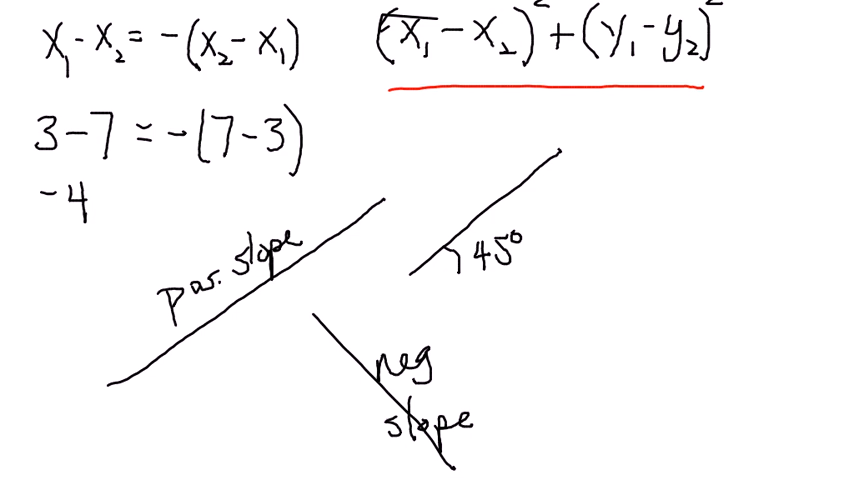 x₁ - x₂ = -(x₂ - x₁)
(x₁ - x₂)² + (y₁ - y₂)²
3 - 7 = -(7 - 3)
-4
pos. slope
45°
neg
slope